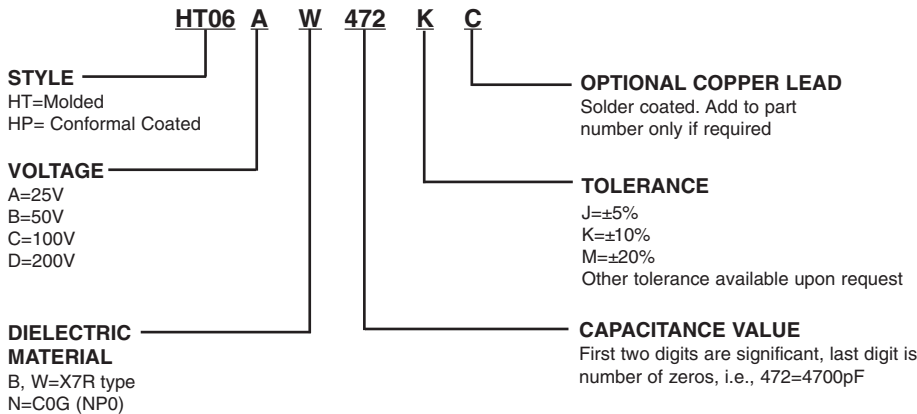 HT06 A W 472 K C
STYLE
HT=Molded
HP= Conformal Coated
VOLTAGE
A=25V
B=50V
C=100V
D=200V
DIELECTRIC
MATERIAL
B, W=X7R type
N=C0G (NP0)
OPTIONAL COPPER LEAD
Solder coated. Add to part
number only if required
TOLERANCE
J=±5%
K=±10%
M=±20%
Other tolerance available upon request
CAPACITANCE VALUE
First two digits are significant, last digit is
number of zeros, i.e., 472=4700pF